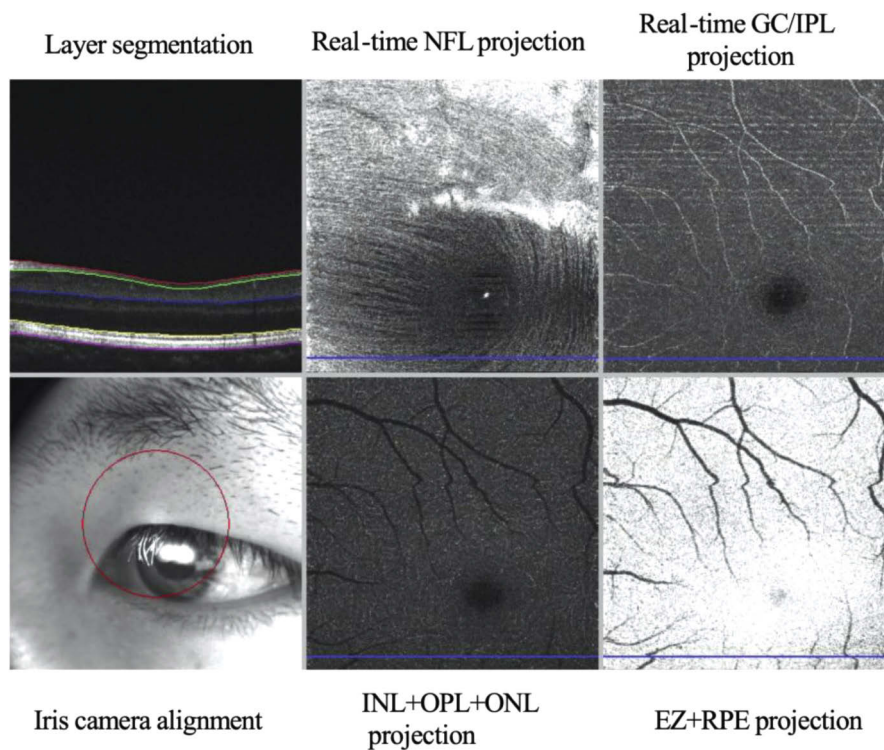 Layer segmentation
Real-time NFL projection
Real-time GC/IPL
projection
Iris camera alignment
INL+OPL+ONL
projection
EZ+RPE projection